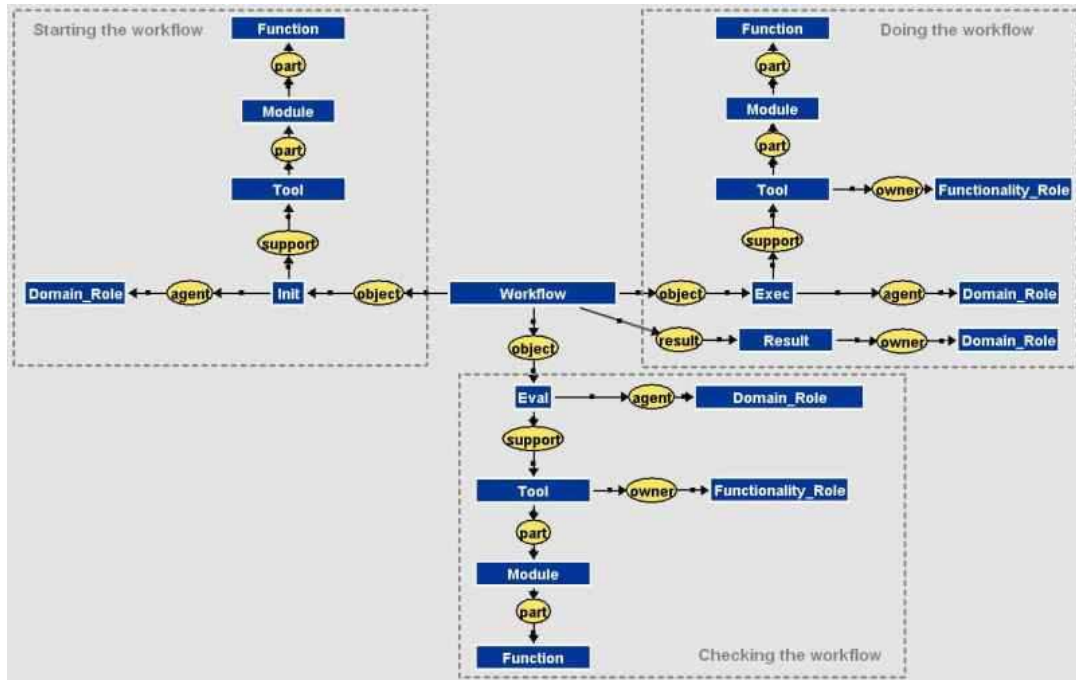 Starting the workflow
Function
part
Module
part
Tool
support
Domain_Role
agent
Init
object
Workflow
Doing the workflow
Function
part
Module
part
Tool
owner
Functionality_Role
support
object
Exec
agent
Domain_Role
result
Result
owner
Domain_Role
object
Eval
agent
Domain_Role
support
Tool
owner
Functionality_Role
part
Module
part
Function
Checking the workflow